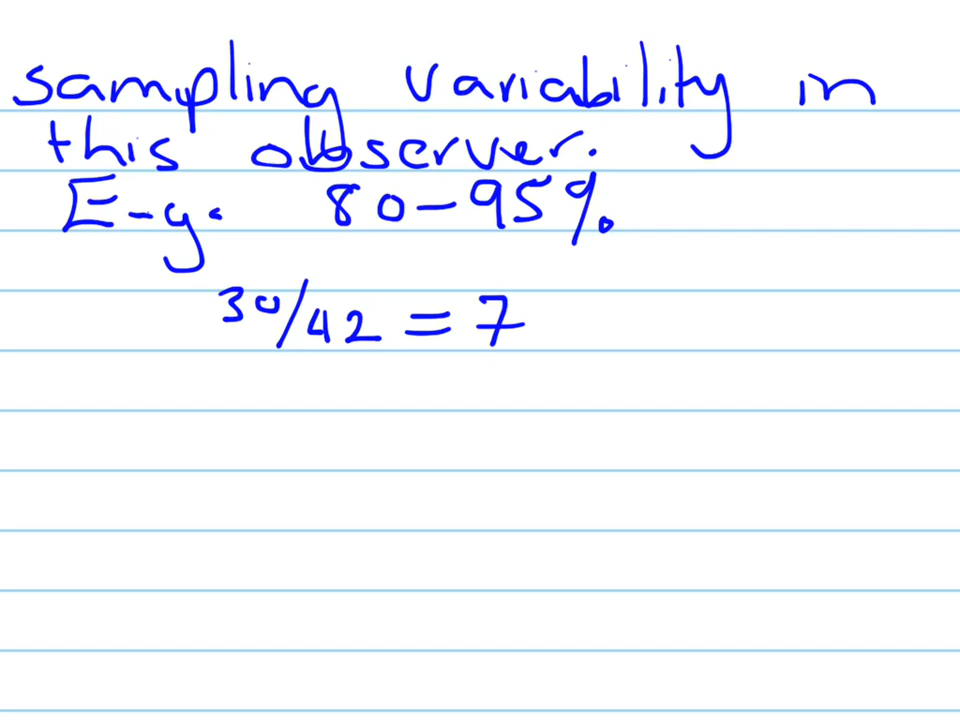 sampling variability in
this observer.
E-g. 80-95%
30/42 = 7